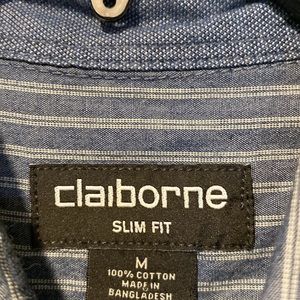 claiborne
SLIM FIT
M
100% COTTON
MADE IN
BANGLADESH